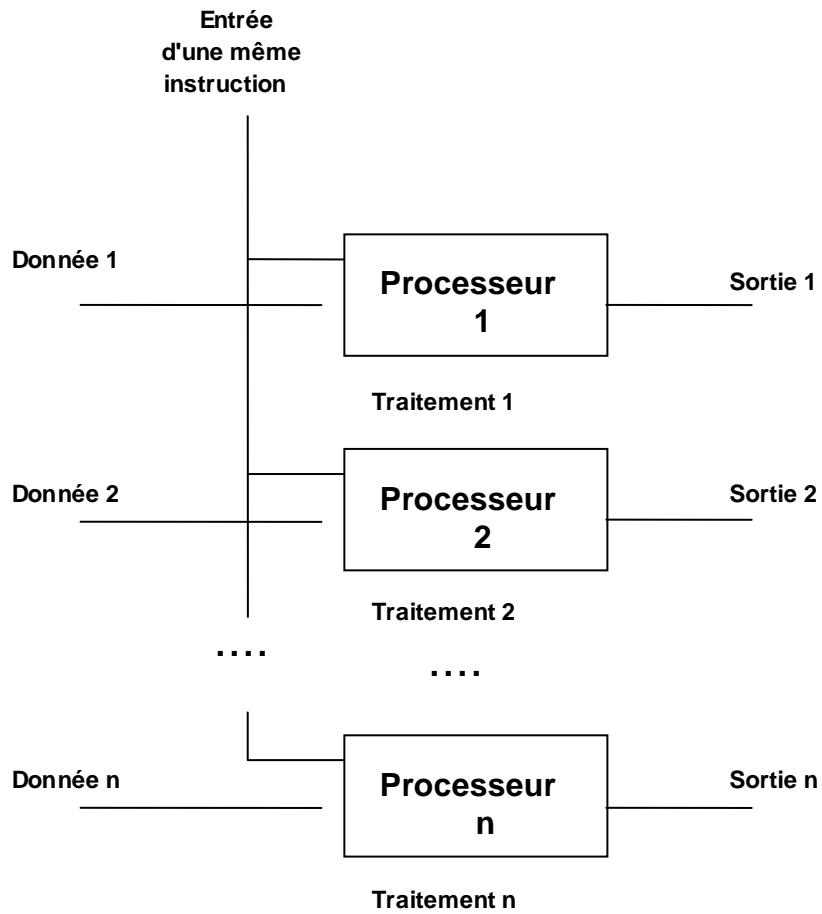 Entrée
d'une même
instruction
Donnée 1
Processeur
1
Sortie 1
Traitement 1
Donnée 2
Processeur
2
Sortie 2
Traitement 2
....
....
Donnée n
Processeur
n
Sortie n
Traitement n